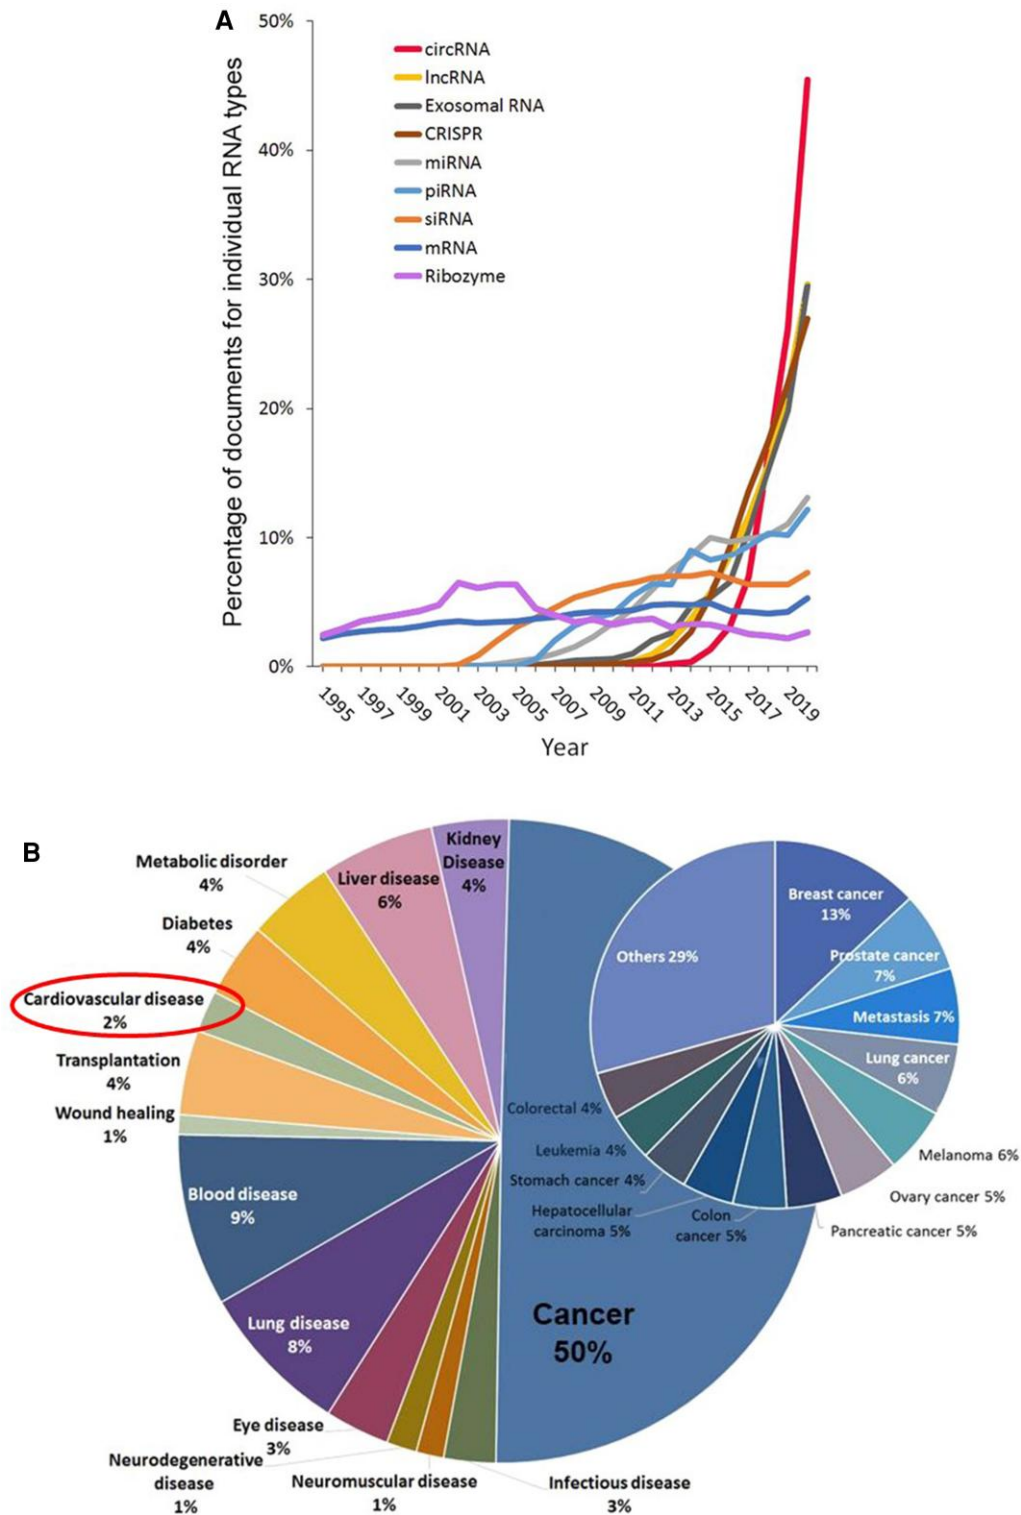 A
Percentage of documents for individual RNA types
50%
40%
30%
20%
10%
0%
circRNA
lncRNA
Exosomal RNA
CRISPR
miRNA
piRNA
siRNA
mRNA
Ribozyme
1995
1997
1999
2001
2003
2005
2007
2009
2011
2013
2015
2017
2019
Year
B
Kidney
Disease
4%
Liver disease
6%
Metabolic disorder
4%
Diabetes
4%
Cardiovascular disease
2%
Transplantation
4%
Wound healing
1%
Blood disease
9%
Lung disease
8%
Eye disease
3%
Neurodegenerative
disease
1%
Neuromuscular disease
1%
Infectious disease
3%
Cancer
50%
Breast cancer
13%
Prostate cancer
7%
Metastasis 7%
Lung cancer
6%
Melanoma 6%
Ovary cancer 5%
Pancreatic cancer 5%
Colon
cancer 5%
Hepatocellular
carcinoma 5%
Stomach cancer 4%
Leukemia 4%
Colorectal 4%
Others 29%